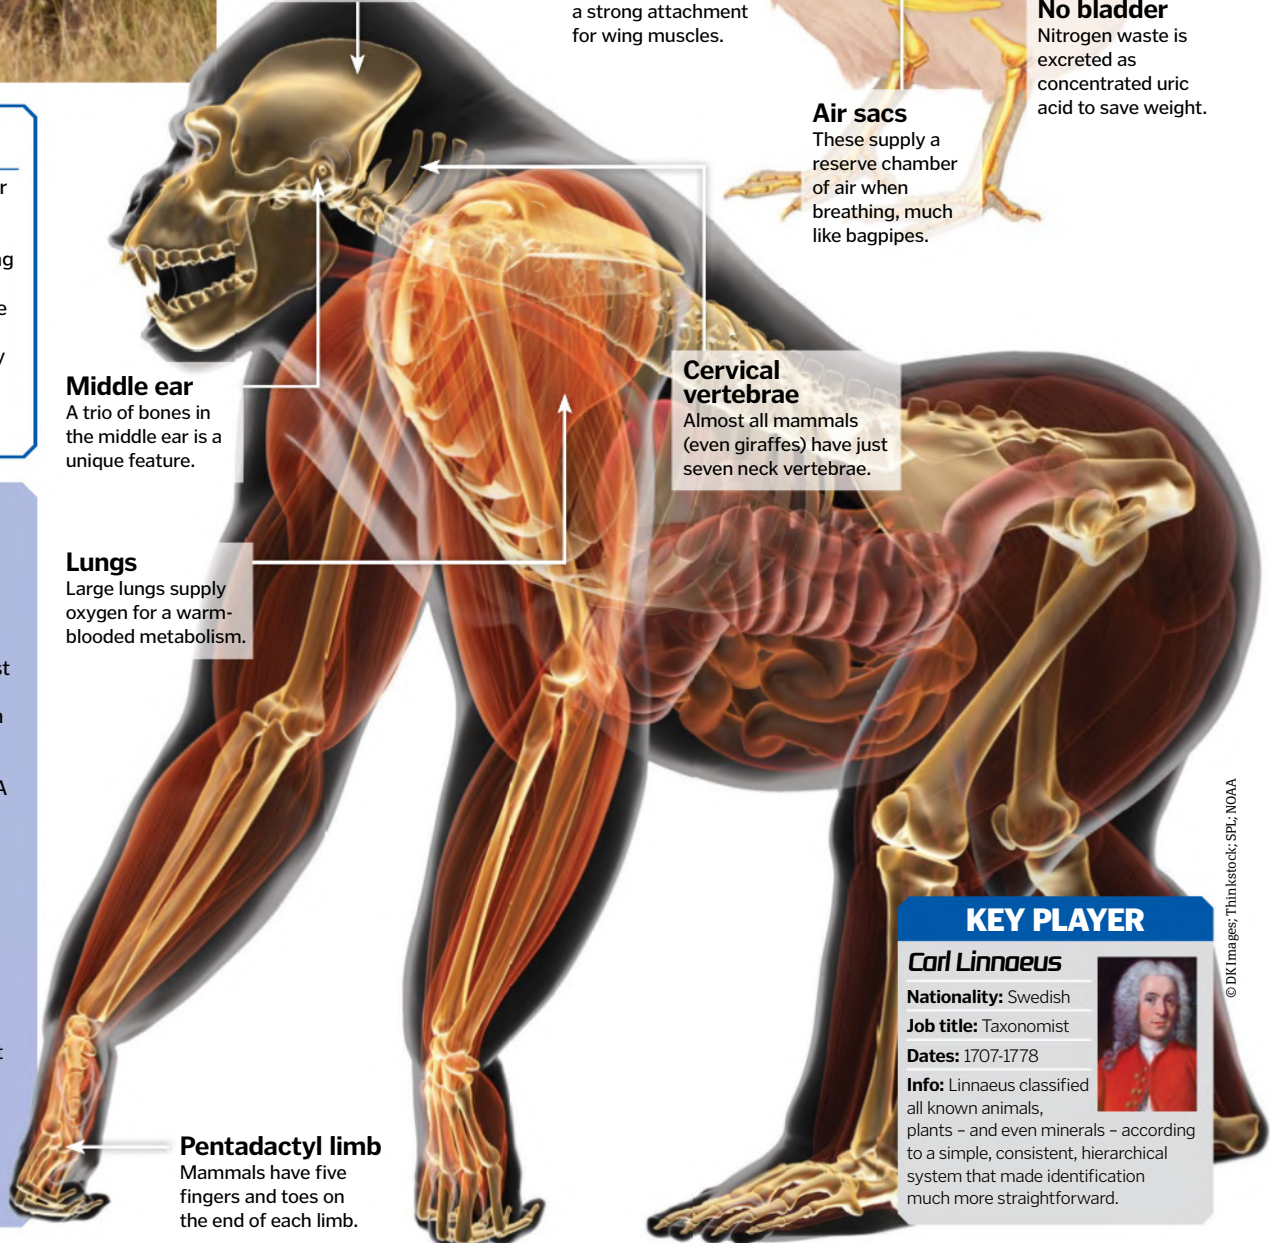 a strong attachment
for wing muscles.
No bladder
Nitrogen waste is
excreted as
concentrated uric
acid to save weight.
Air sacs
These supply a
reserve chamber
of air when
breathing, much
like bagpipes.
Middle ear
A trio of bones in
the middle ear is a
unique feature.
Cervical
vertebrae
Almost all mammals
(even giraffes) have just
seven neck vertebrae.
Lungs
Large lungs supply
oxygen for a warm-
blooded metabolism.
Pentadactyl limb
Mammals have five
fingers and toes on
the end of each limb.
KEY PLAYER
Carl Linnaeus
Nationality: Swedish
Job title: Taxonomist
Dates: 1707-1778
Info: Linnaeus classified
all known animals,
plants – and even minerals – according
to a simple, consistent, hierarchical
system that made identification
much more straightforward.
© DK Images; Thinkstock; SPL; NOAA